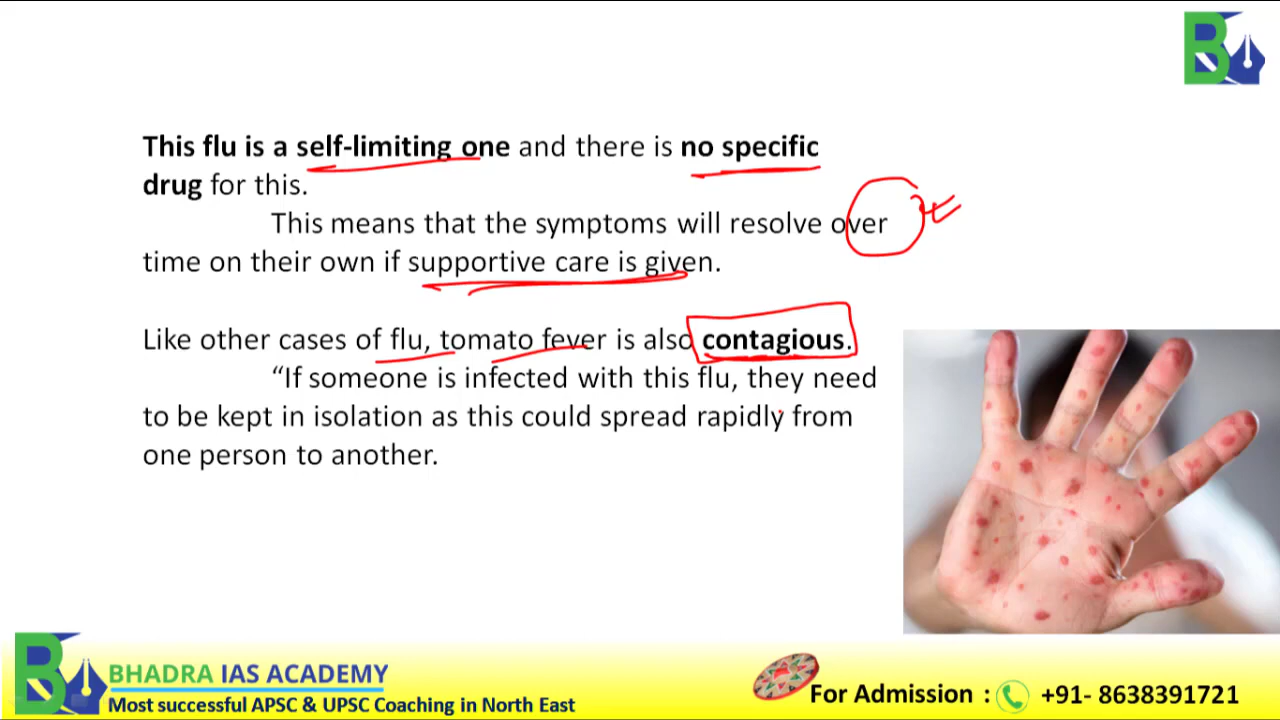 This flu is a self-limiting one and there is no specific
drug for this.
This means that the symptoms will resolve over
time on their own if supportive care is given.
Like other cases of flu, tomato fever is also contagious.
“If someone is infected with this flu, they need
to be kept in isolation as this could spread rapidly from
one person to another.
BHADRA IAS ACADEMY
Most successful APSC & UPSC Coaching in North East
For Admission : +91- 8638391721